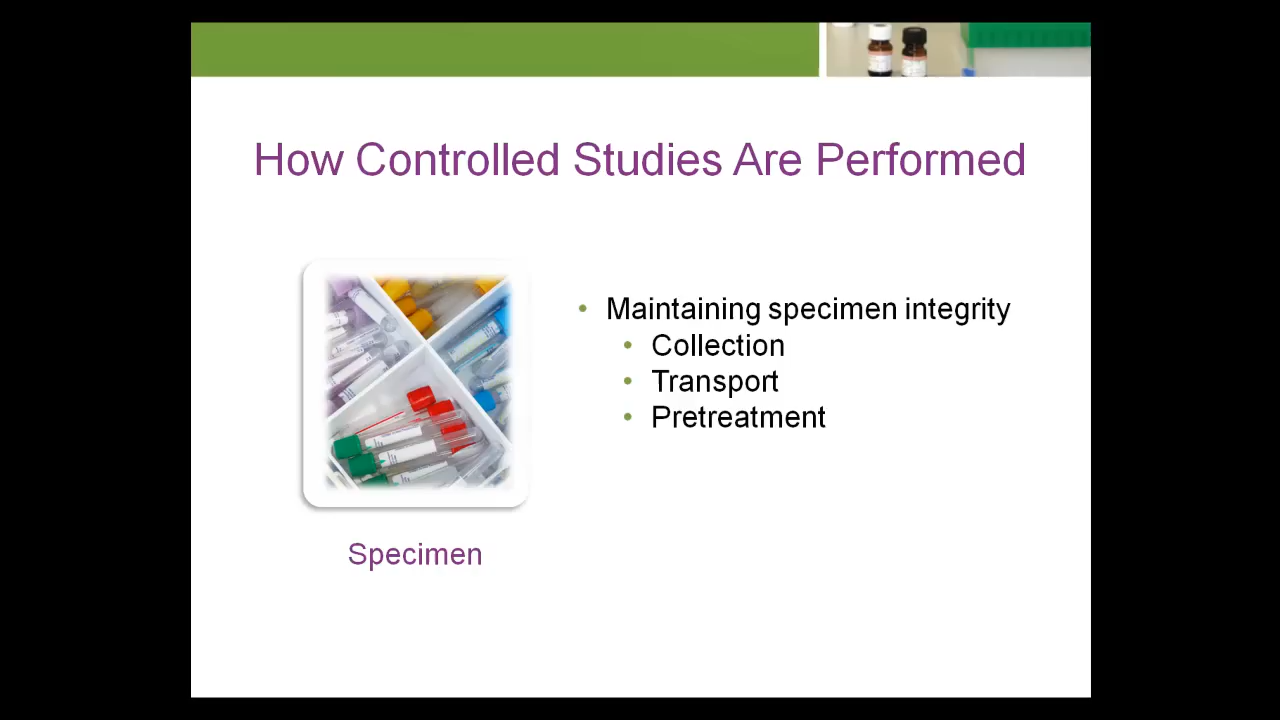 How Controlled Studies Are Performed
• Maintaining specimen integrity
• Collection
• Transport
• Pretreatment
Specimen